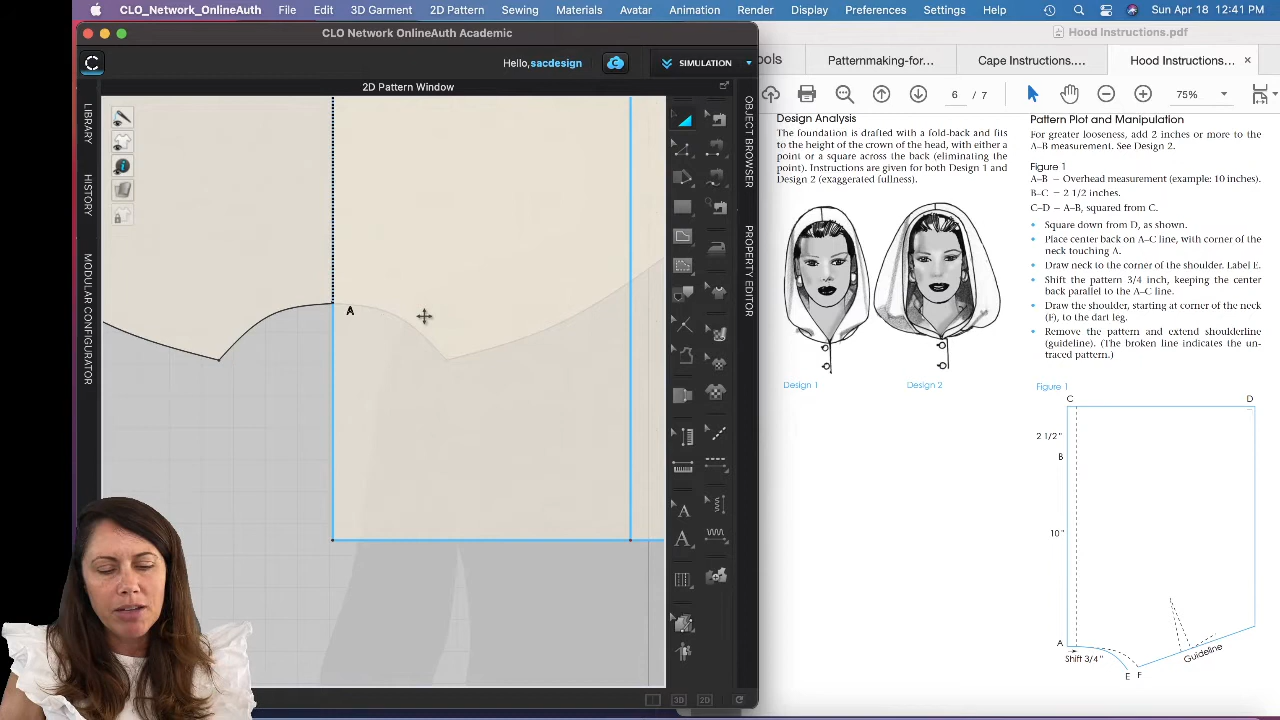 CLO_Network_OnlineAuth File Edit 3D Garment 2D Pattern Sewing Materials Avatar Animation Render Display Preferences Settings Help Sun Apr 18 12:41 PM
CLO Network OnlineAuth Academic
Hood Instructions.pdf
Hello,sacdesign
SIMULATION
ools
Patternmaking-for...
Cape Instructions....
Hood Instructions...
2D Pattern Window
6 / 7
75%
LIBRARY
HISTORY
MODULAR CONFIGURATOR
OBJECT BROWSER
PROPERTY EDITOR
A
3D
2D
Design Analysis
The foundation is drafted with a fold-back and fits
to the height of the crown of the head, with either a
point or a square across the back (eliminating the
point). Instructions are given for both Design 1 and
Design 2 (exaggerated fullness).
Design 1
Design 2
Pattern Plot and Manipulation
For greater looseness, add 2 inches or more to the
A–B measurement. See Design 2.
Figure 1
A–B = Overhead measurement (example: 10 inches).
B–C = 2 1/2 inches.
C–D = A–B, squared from C.
• Square down from D, as shown.
• Place center back on A–C line, with corner of the
neck touching A.
• Draw neck to the corner of the shoulder. Label E.
• Shift the pattern 3/4 inch, keeping the center
back parallel to the A–C line.
• Draw the shoulder, starting at corner of the neck
(F), to the dart leg.
• Remove the pattern and extend shoulderline
(guideline). (The broken line indicates the un-
traced pattern.)
Figure 1
C
D
2 1/2"
B
10"
A
Shift 3/4"
E
F
Guideline